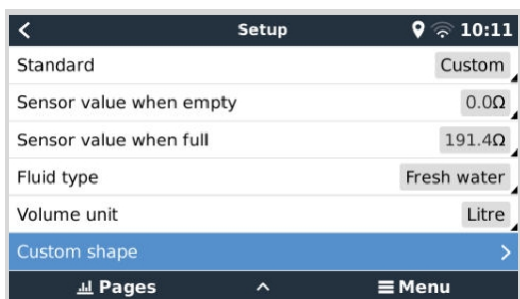 Setup 10:11
Standard Custom
Sensor value when empty 0.0Ω
Sensor value when full 191.4Ω
Fluid type Fresh water
Volume unit Litre
Custom shape
Pages Menu